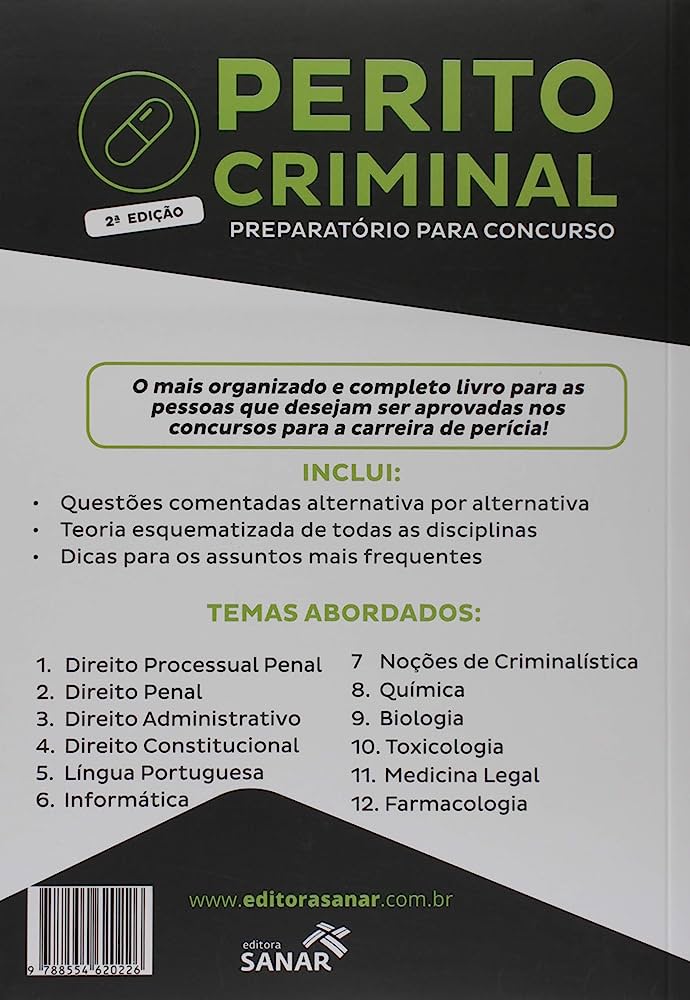 PERITO
CRIMINAL
2ª EDIÇÃO
PREPARATÓRIO PARA CONCURSO
O mais organizado e completo livro para as
pessoas que desejam ser aprovadas nos
concursos para a carreira de perícia!
INCLUI:
• Questões comentadas alternativa por alternativa
• Teoria esquematizada de todas as disciplinas
• Dicas para os assuntos mais frequentes
TEMAS ABORDADOS:
1. Direito Processual Penal
2. Direito Penal
3. Direito Administrativo
4. Direito Constitucional
5. Língua Portuguesa
6. Informática
7 Noções de Criminalística
8. Química
9. Biologia
10. Toxicologia
11. Medicina Legal
12. Farmacologia
www.editorasanar.com.br
editora
SANAR
9 788554 620226